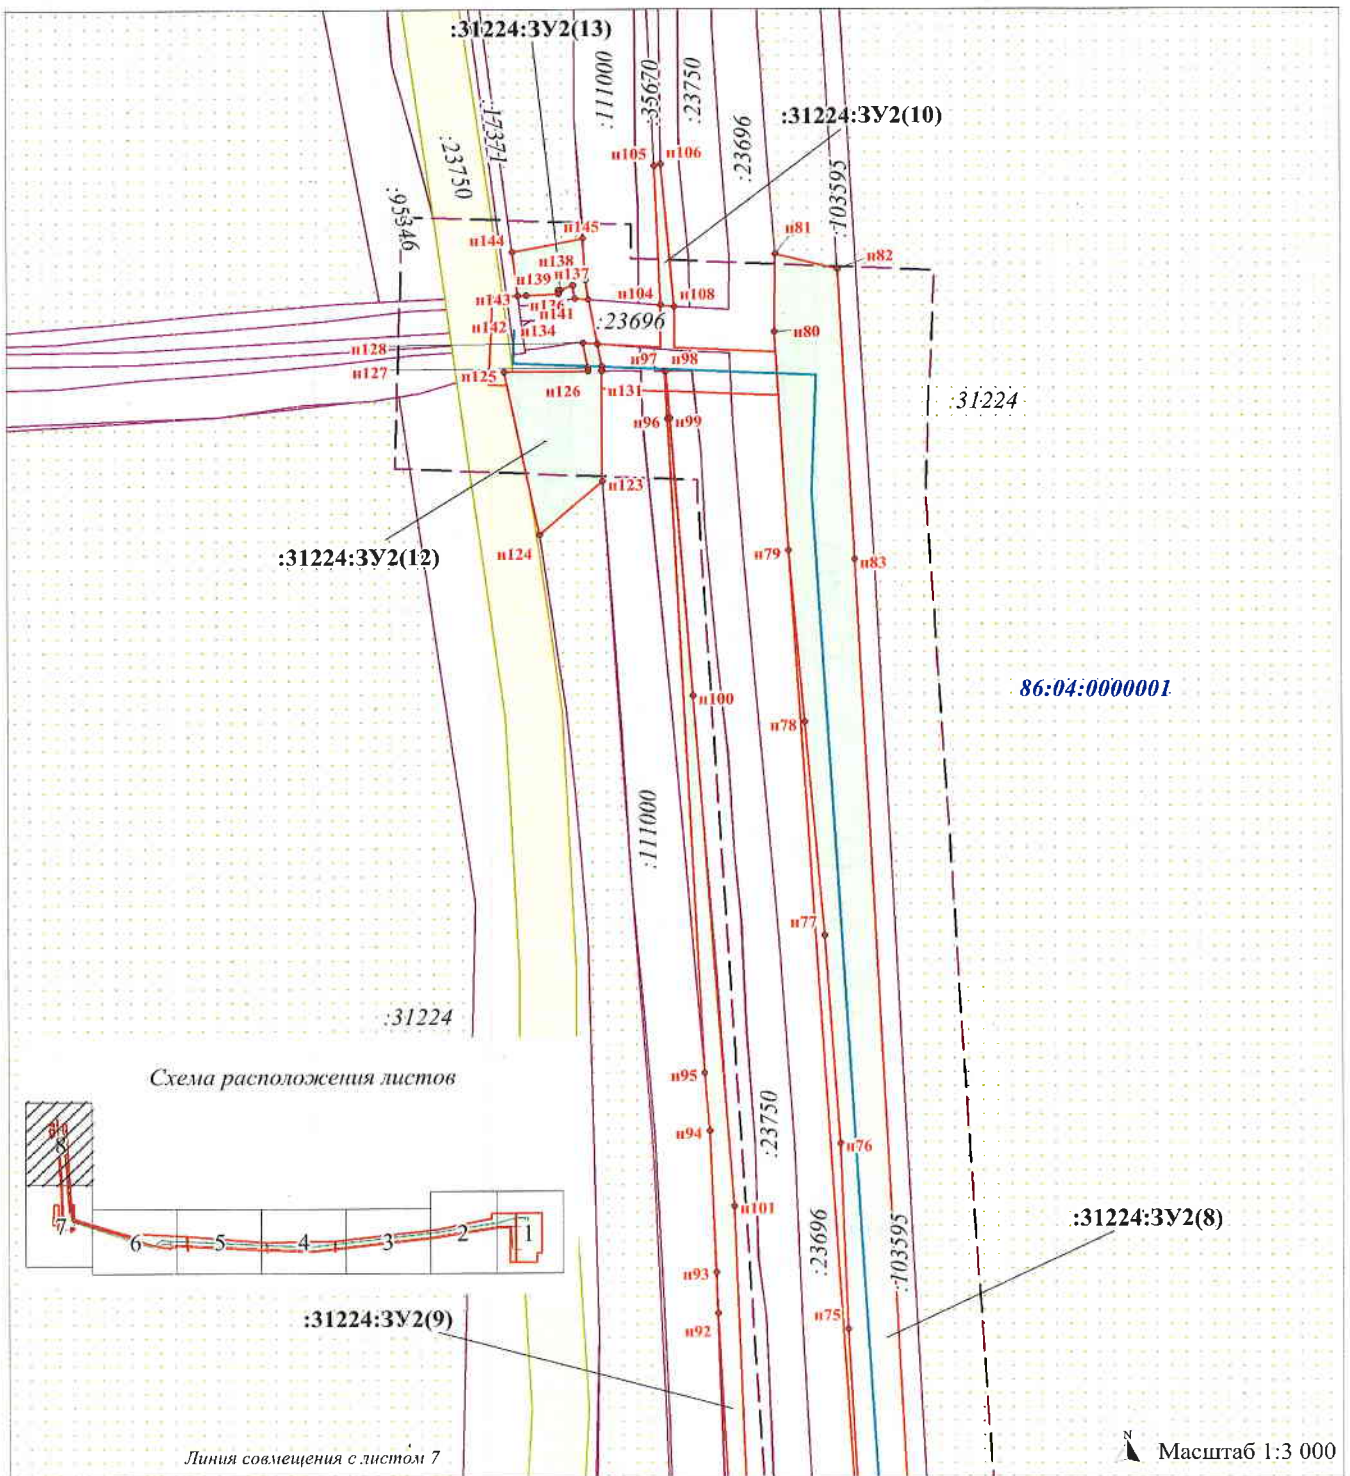 :31224:ЗУ2(13)
:111000
:35670
:23750
:23696
:31224:ЗУ2(10)
:17371
:23750
:95346
:103595
н105
н106
н81
н82
н145
н144
н138
н139
н137
н143
н136
н141
н142
н134
н104
н108
:23696
н80
н128
н127
н125
н126
н131
н97
н98
н96
н99
:31224
н123
н124
:31224:ЗУ2(12)
н79
н83
86:04:0000001
н100
н78
:111000
н77
:31224
Схема расположения листов
н95
н94
:23750
н76
н101
8
7
6
5
4
3
2
1
:23696
:103595
:31224:ЗУ2(8)
н93
н92
н75
:31224:ЗУ2(9)
Линия совмещения с листом 7
N
Масштаб 1:3 000